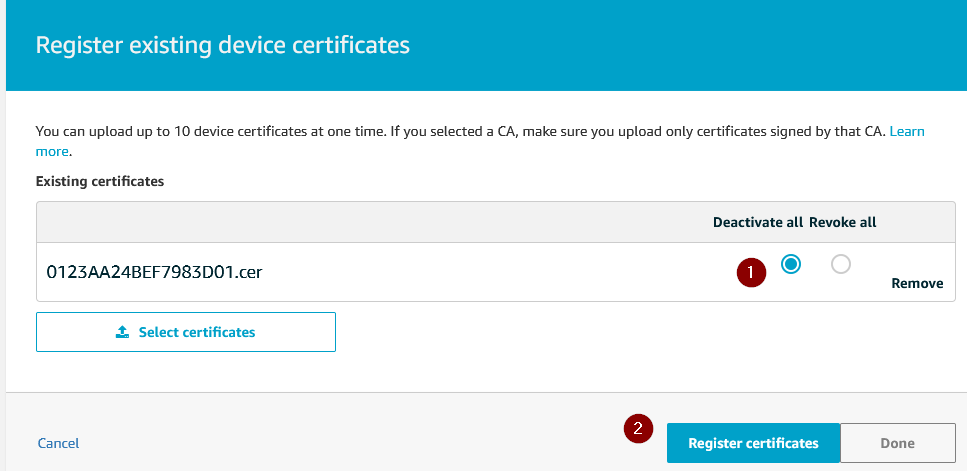 Register existing device certificates
You can upload up to 10 device certificates at one time. If you selected a CA, make sure you upload only certificates signed by that CA. Learn
more.
Existing certificates
Deactivate all Revoke all
0123AA24BEF7983D01.cer
1
Remove
Select certificates
2
Cancel Register certificates Done